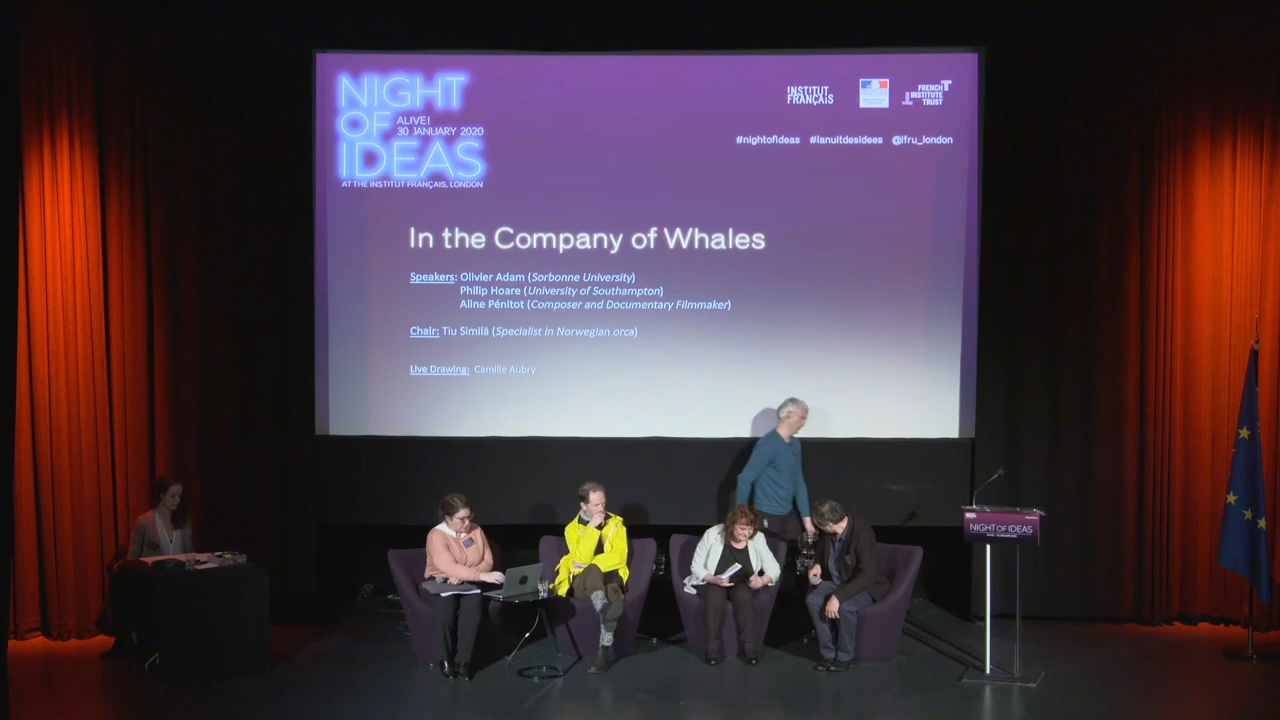 NIGHT
OF
ALIVE!
30 JANUARY 2020
IDEAS
AT THE INSTITUT FRANÇAIS, LONDON
INSTITUT
FRANÇAIS
FRENCH
INSTITUTE
TRUST
#nightofideas #lanuitdesidees @ifru_london
In the Company of Whales
Speakers: Olivier Adam (Sorbonne University)
Philip Hoare (University of Southampton)
Aline Pénitot (Composer and Documentary Filmmaker)
Chair: Tiu Similä (Specialist in Norwegian orca)
Live Drawing: Camille Aubry
NIGHT OF IDEAS